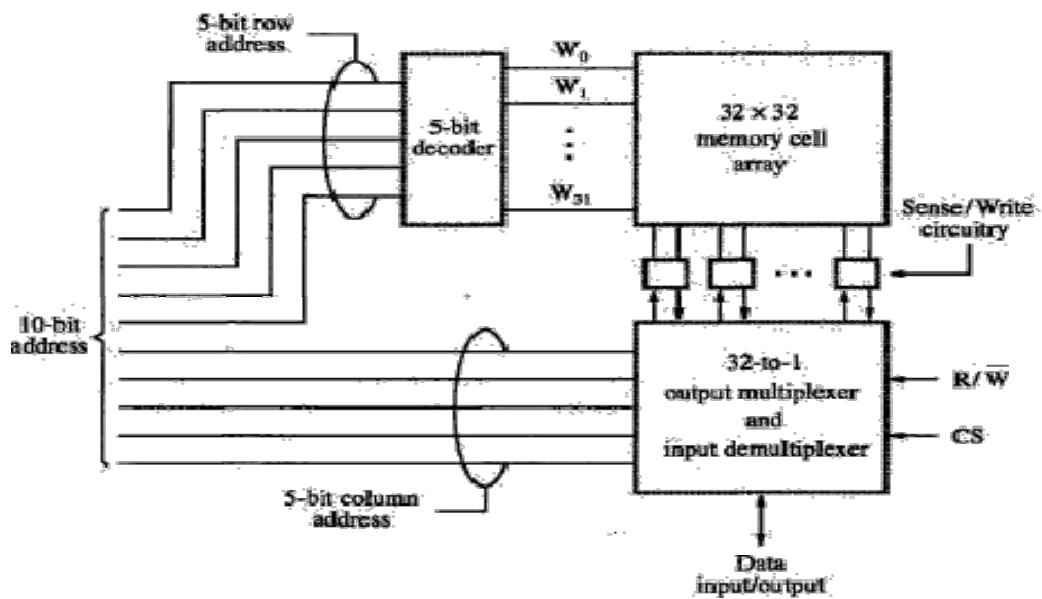 5-bit row
address
W0
W1
5-bit
decoder
W31
32 × 32
memory cell
array
Sense/Write
circuitry
10-bit
address
32-to-1
output multiplexer
and
input demultiplexer
R/W̅
CS
5-bit column
address
Data
input/output